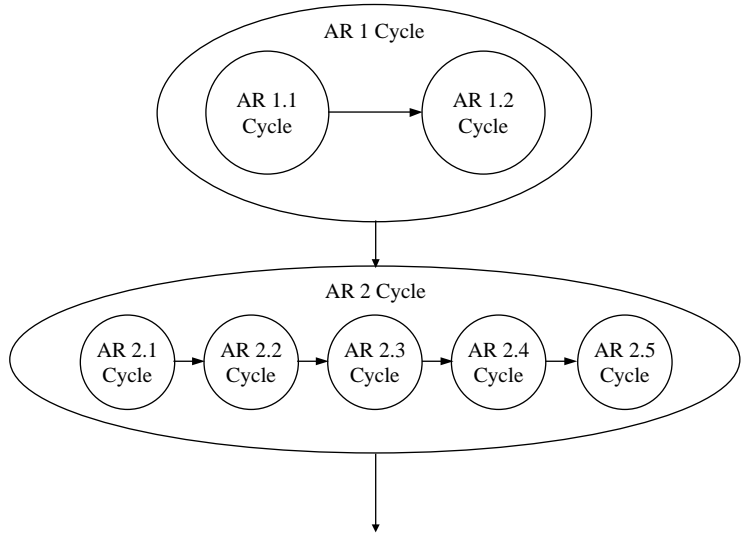 AR 1 Cycle
AR 1.1
Cycle
AR 1.2
Cycle
AR 2 Cycle
AR 2.1
Cycle
AR 2.2
Cycle
AR 2.3
Cycle
AR 2.4
Cycle
AR 2.5
Cycle